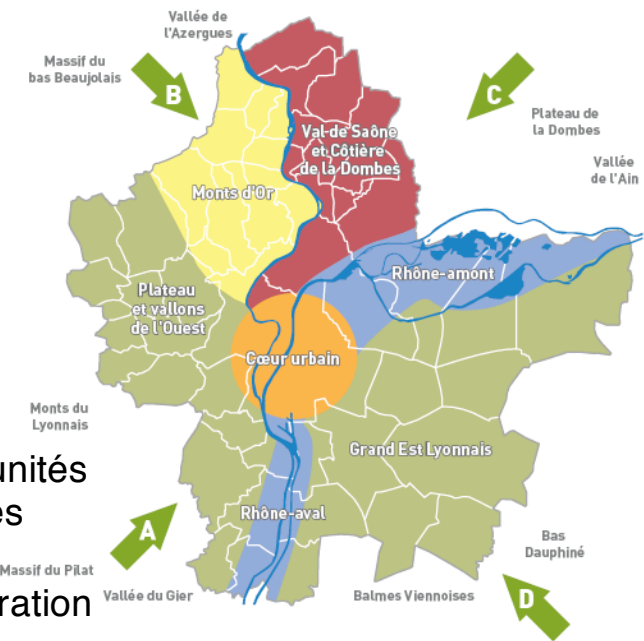 Vallée de
l'Azergues
Massif du
bas Beaujolais
B
C
Val de Saône
et Côtière
de la Dombes
Plateau de
la Dombes
Vallée
de l'Ain
Monts d'Or
Rhône-amont
Plateau
et vallons
de l'Ouest
Cœur urbain
Monts du
Lyonnais
Grand Est Lyonnais
unités
es
Rhône-aval
A
Bas
Dauphiné
Massif du Pilat
Vallée du Gier
Balmes Viennoises
D
ration